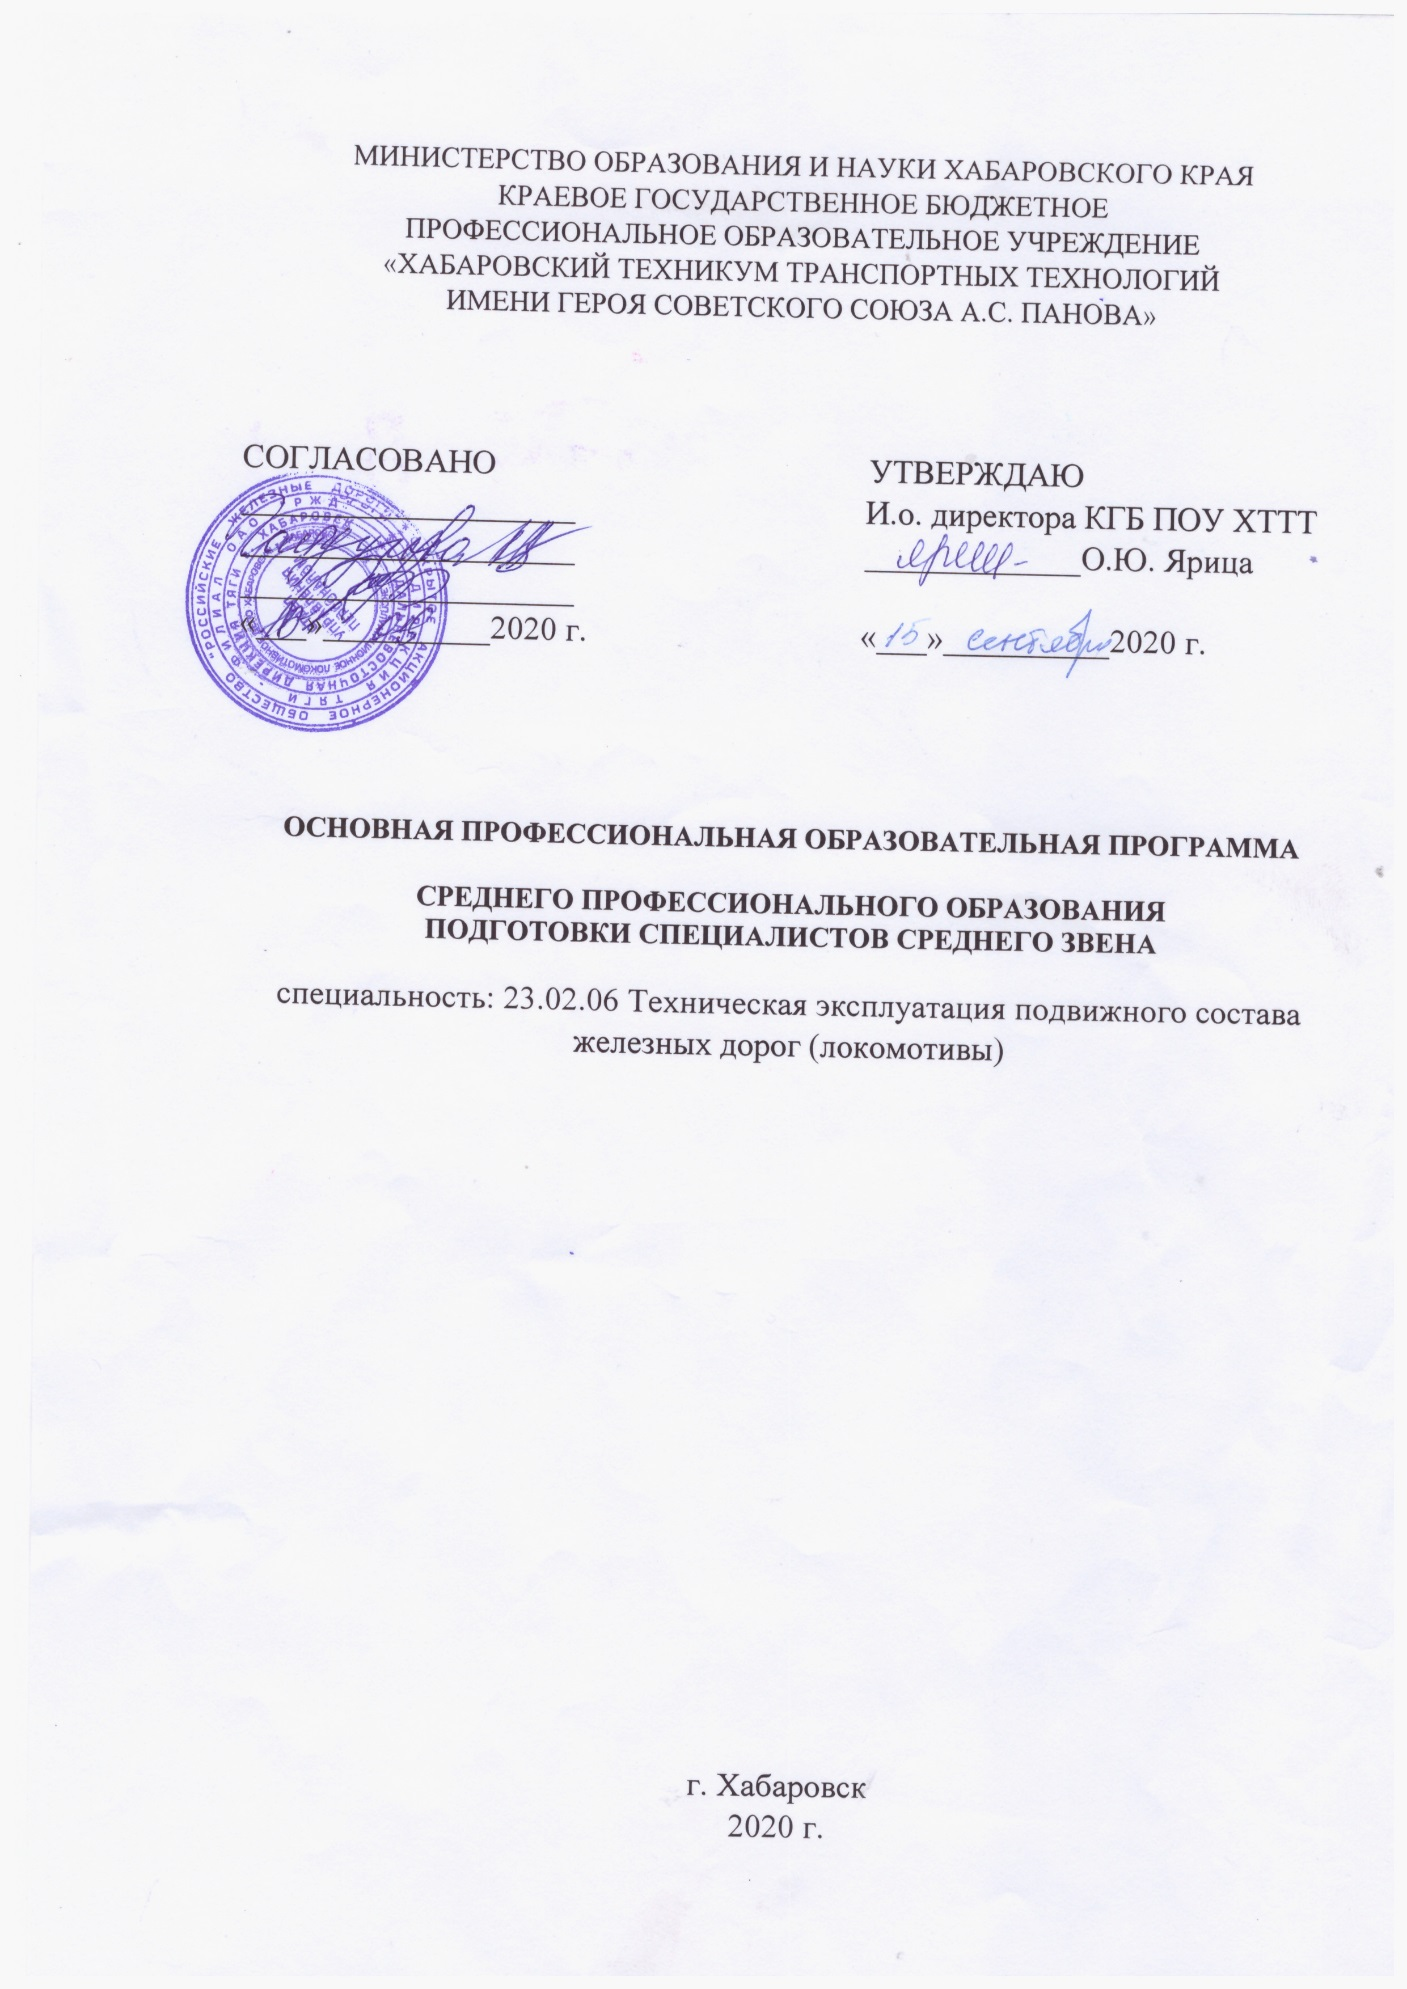 МИНИСТЕРСТВО ОБРАЗОВАНИЯ И НАУКИ ХАБАРОВСКОГО КРАЯ
КРАЕВОЕ ГОСУДАРСТВЕННОЕ БЮДЖЕТНОЕ
ПРОФЕССИОНАЛЬНОЕ ОБРАЗОВАТЕЛЬНОЕ УЧРЕЖДЕНИЕ
«ХАБАРОВСКИЙ ТЕХНИКУМ ТРАНСПОРТНЫХ ТЕХНОЛОГИЙ
ИМЕНИ ГЕРОЯ СОВЕТСКОГО СОЮЗА А.С. ПАНОВА»
СОГЛАСОВАНО
« » 2020 г.
УТВЕРЖДАЮ
И.о. директора КГБ ПОУ ХТТТ
О.Ю. Ярица
«15» сентября 2020 г.
ОСНОВНАЯ ПРОФЕССИОНАЛЬНАЯ ОБРАЗОВАТЕЛЬНАЯ ПРОГРАММА
СРЕДНЕГО ПРОФЕССИОНАЛЬНОГО ОБРАЗОВАНИЯ
ПОДГОТОВКИ СПЕЦИАЛИСТОВ СРЕДНЕГО ЗВЕНА
специальность: 23.02.06 Техническая эксплуатация подвижного состава
железных дорог (локомотивы)
г. Хабаровск
2020 г.